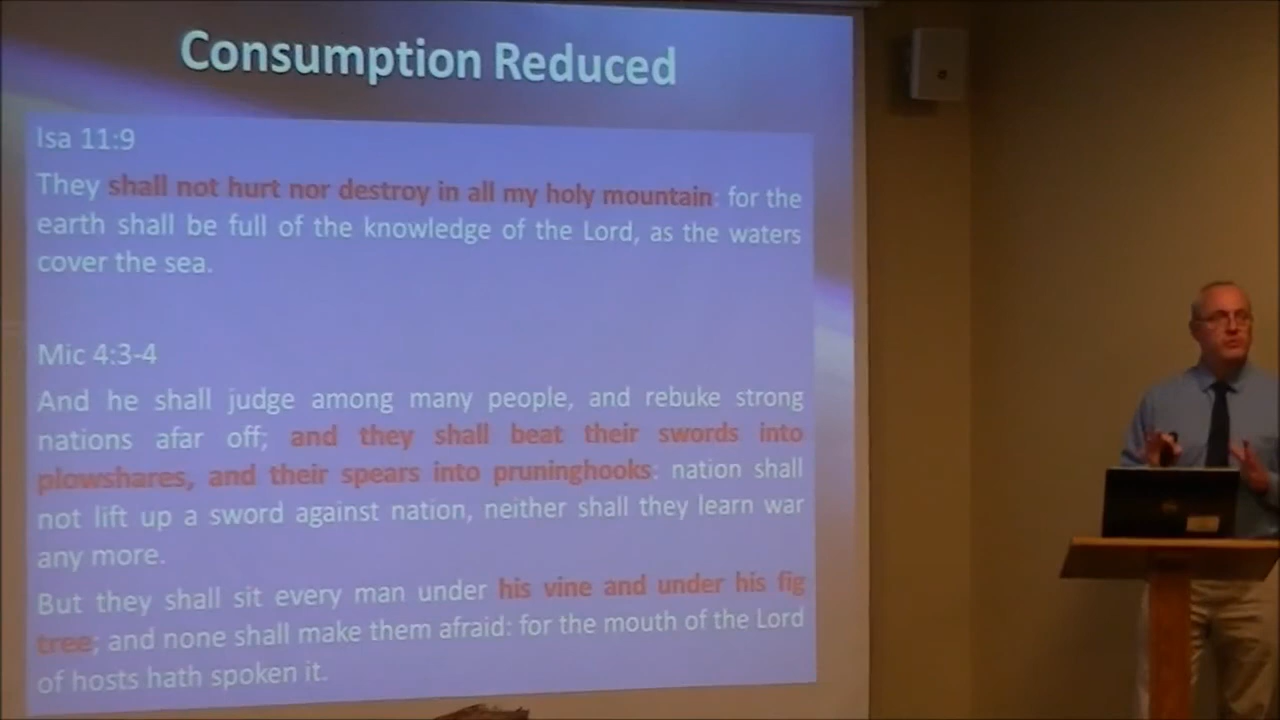 Consumption Reduced
Isa 11:9
They shall not hurt nor destroy in all my holy mountain: for the
earth shall be full of the knowledge of the Lord, as the waters
cover the sea.
Mic 4:3-4
And he shall judge among many people, and rebuke strong
nations afar off; and they shall beat their swords into
plowshares, and their spears into pruninghooks: nation shall
not lift up a sword against nation, neither shall they learn war
any more.
But they shall sit every man under his vine and under his fig
tree; and none shall make them afraid: for the mouth of the Lord
of hosts hath spoken it.